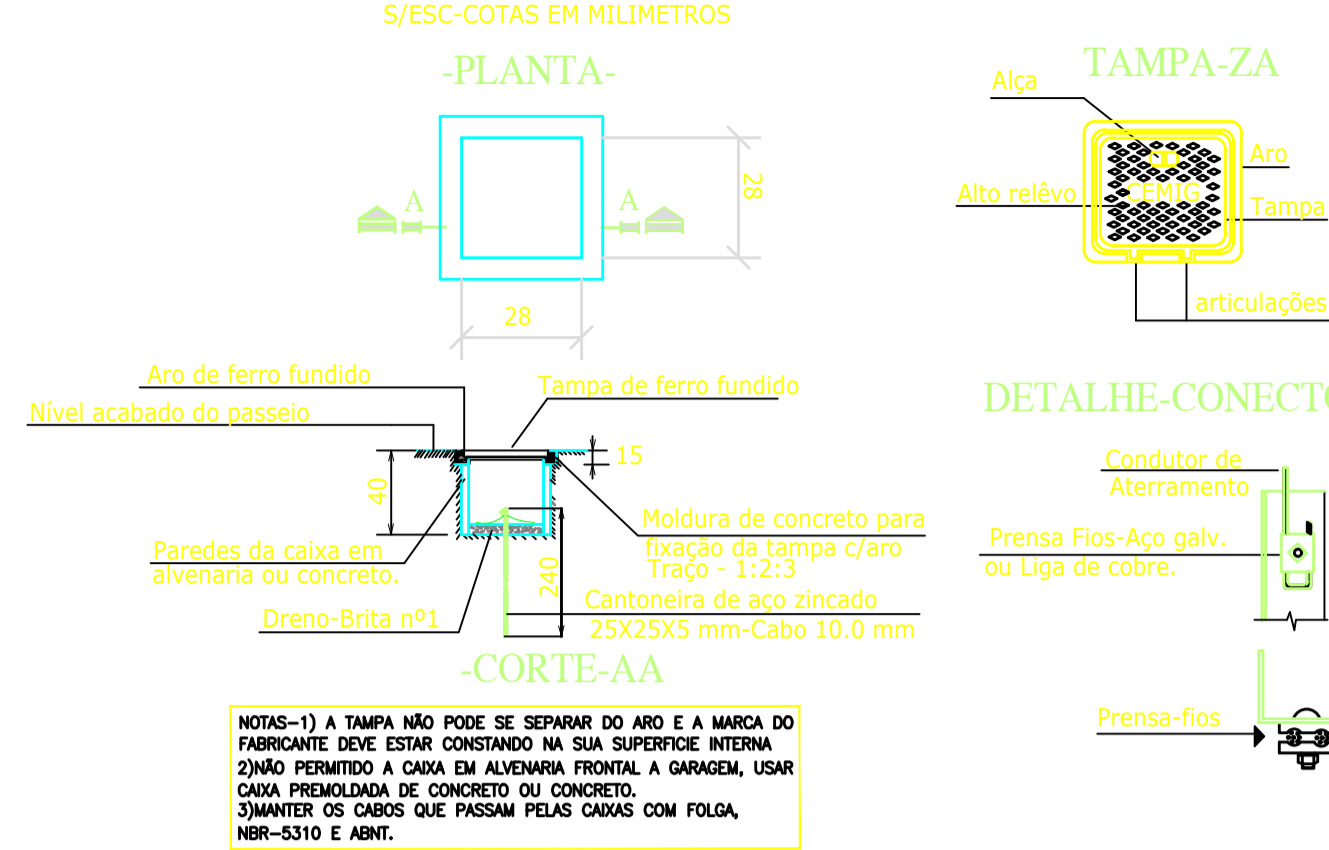 S/ESC-COTAS EM MILIMETROS
-PLANTA-
A
A
28
28
TAMPA-ZA
Alça
Aro
Alto relêvo
CEMIG
Tampa
articulações
Aro de ferro fundido
Tampa de ferro fundido
Nível acabado do passeio
15
40
Moldura de concreto para
fixação da tampa c/aro
Traço - 1:2:3
Paredes da caixa em
alvenaria ou concreto.
240
Cantoneira de aço zincado
25X25X5 mm-Cabo 10.0 mm
Dreno-Brita nº1
-CORTE-AA
DETALHE-CONECTO
Condutor de
Aterramento
Prensa Fios-Aço galv.
ou Liga de cobre.
Prensa-fios
NOTAS-1) A TAMPA NÃO PODE SE SEPARAR DO ARO E A MARCA DO
FABRICANTE DEVE ESTAR CONSTANDO NA SUA SUPERFICIE INTERNA
2)NÃO PERMITIDO A CAIXA EM ALVENARIA FRONTAL A GARAGEM, USAR
CAIXA PREMOLDADA DE CONCRETO OU CONCRETO.
3)MANTER OS CABOS QUE PASSAM PELAS CAIXAS COM FOLGA,
NBR-5310 E ABNT.